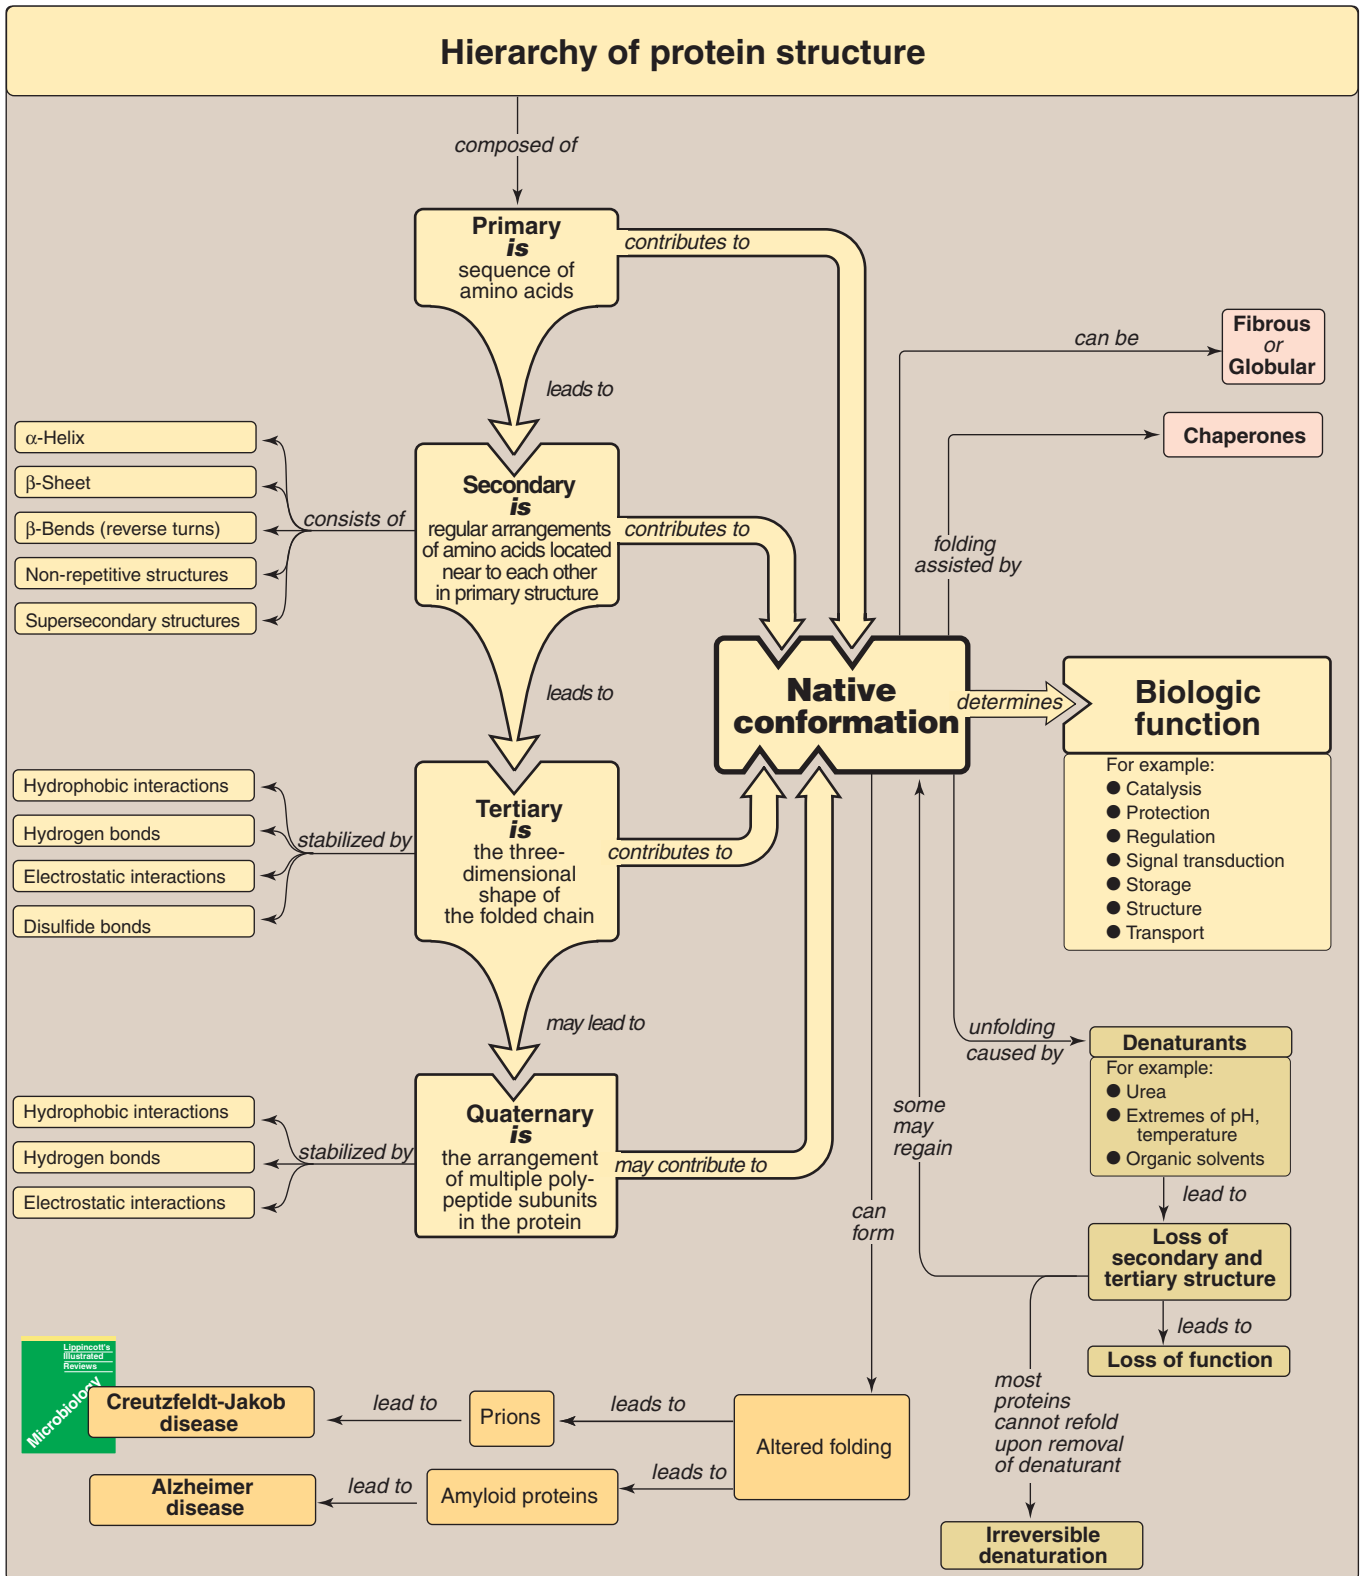 Hierarchy of protein structure
composed of
Primary
is
sequence of
amino acids
contributes to
leads to
Fibrous
or
Globular
can be
Chaperones
folding
assisted by
α-Helix
β-Sheet
β-Bends (reverse turns)
Non-repetitive structures
Supersecondary structures
consists of
Secondary
is
regular arrangements
of amino acids located
near to each other
in primary structure
contributes to
leads to
Native
conformation
determines
Biologic
function
For example:
● Catalysis
● Protection
● Regulation
● Signal transduction
● Storage
● Structure
● Transport
Hydrophobic interactions
Hydrogen bonds
Electrostatic interactions
Disulfide bonds
stabilized by
Tertiary
is
the three-
dimensional
shape of
the folded chain
contributes to
may lead to
unfolding
caused by
Denaturants
For example:
● Urea
● Extremes of pH,
temperature
● Organic solvents
lead to
Hydrophobic interactions
Hydrogen bonds
Electrostatic interactions
stabilized by
Quaternary
is
the arrangement
of multiple poly-
peptide subunits
in the protein
may contribute to
some
may
regain
can
form
Loss of
secondary and
tertiary structure
leads to
Loss of function
most
proteins
cannot refold
upon removal
of denaturant
Irreversible
denaturation
Lippincott's
Illustrated
Reviews
Microbiology
Creutzfeldt-Jakob
disease
lead to
Prions
leads to
Altered folding
Alzheimer
disease
lead to
Amyloid proteins
leads to